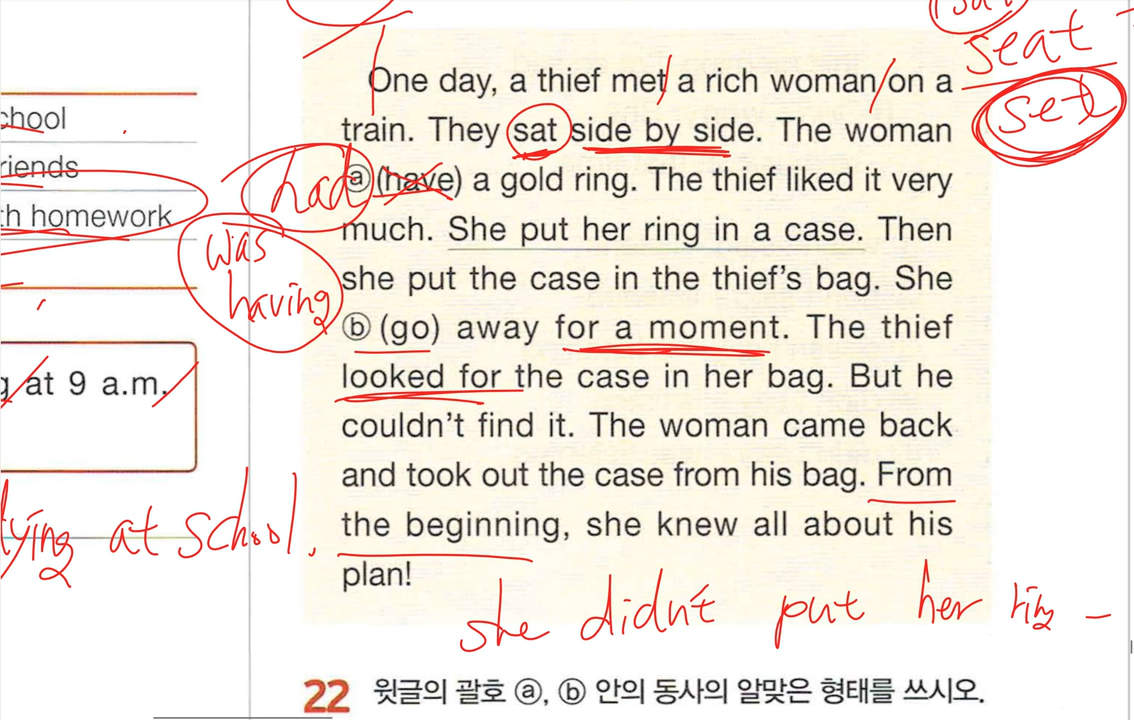 seat
set
chool
riends
th homework
g at 9 a.m.
tying at school.
One day, a thief met a rich woman on a
train. They sat side by side. The woman
had
ⓐ (have) a gold ring. The thief liked it very
was
having
much. She put her ring in a case. Then
she put the case in the thief's bag. She
ⓑ (go) away for a moment. The thief
looked for the case in her bag. But he
couldn't find it. The woman came back
and took out the case from his bag. From
the beginning, she knew all about his
plan!
she didn't put her ring –
22 윗글의 괄호 ⓐ, ⓑ 안의 동사의 알맞은 형태를 쓰시오.